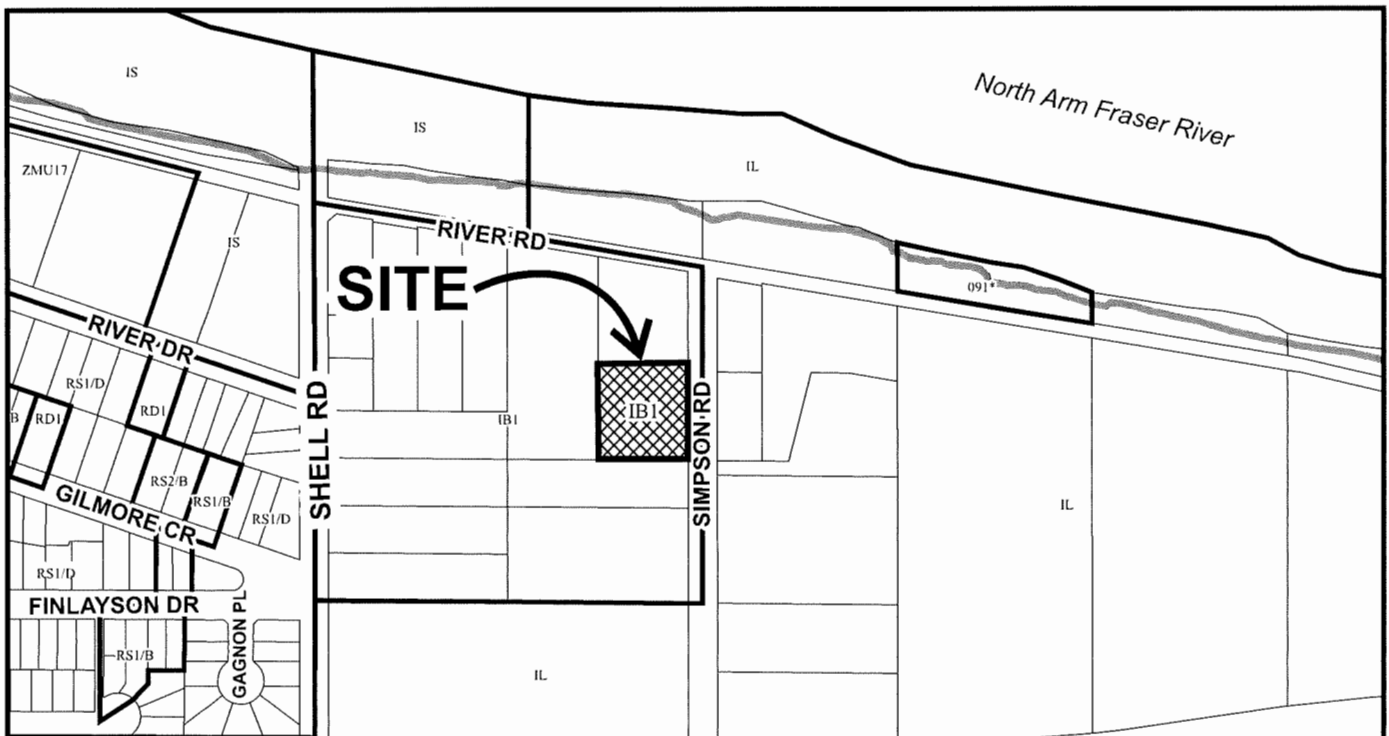 IS
North Arm Fraser River
IS
IL
ZMU17
IS
RIVER RD
SITE
091*
RIVER DR
RS1/D
RD1
SHELL RD
IB1
IB1
SIMPSON RD
B
RD1
RS2/B
RS1/B
RS1/D
GILMORE CR
IL
RS1/D
FINLAYSON DR
GAGNON PL
RS1/B
IL